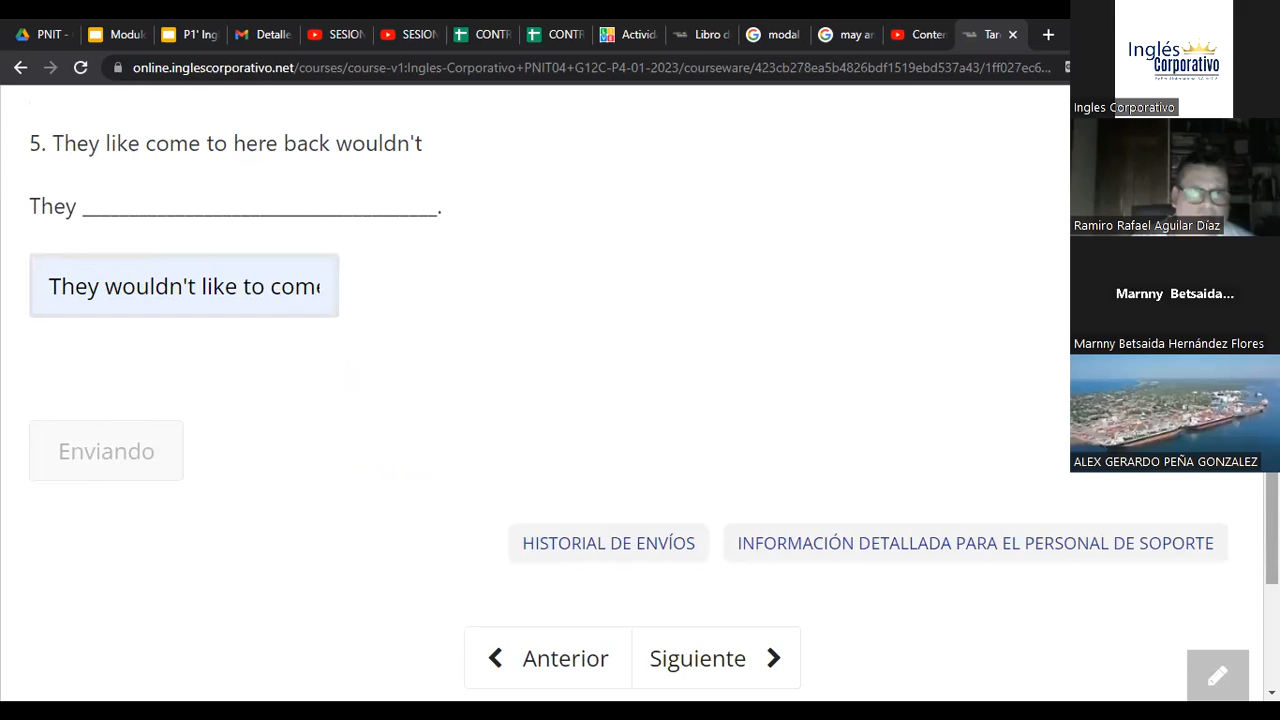 PNIT -
Modul
P1' Ing
Detalle
SESION
SESION
CONTR
CONTR
Activid
Libro d
modal
may ar
Conter
Tare
online.inglescorporativo.net/courses/course-v1:Ingles-Corporativo+PNIT04+G12C-P4-01-2023/courseware/423cb278ea5b4826bdf1519ebd537a43/1ff027ec6...
Inglés
Corporativo
Ingles Corporativo
5. They like come to here back wouldn't
They ________________________________.
They wouldn't like to come
Enviando
HISTORIAL DE ENVÍOS
INFORMACIÓN DETALLADA PARA EL PERSONAL DE SOPORTE
Anterior
Siguiente
Ramiro Rafael Aguilar Díaz
Marnny Betsaida...
Marnny Betsaida Hernández Flores
ALEX GERARDO PEÑA GONZALEZ